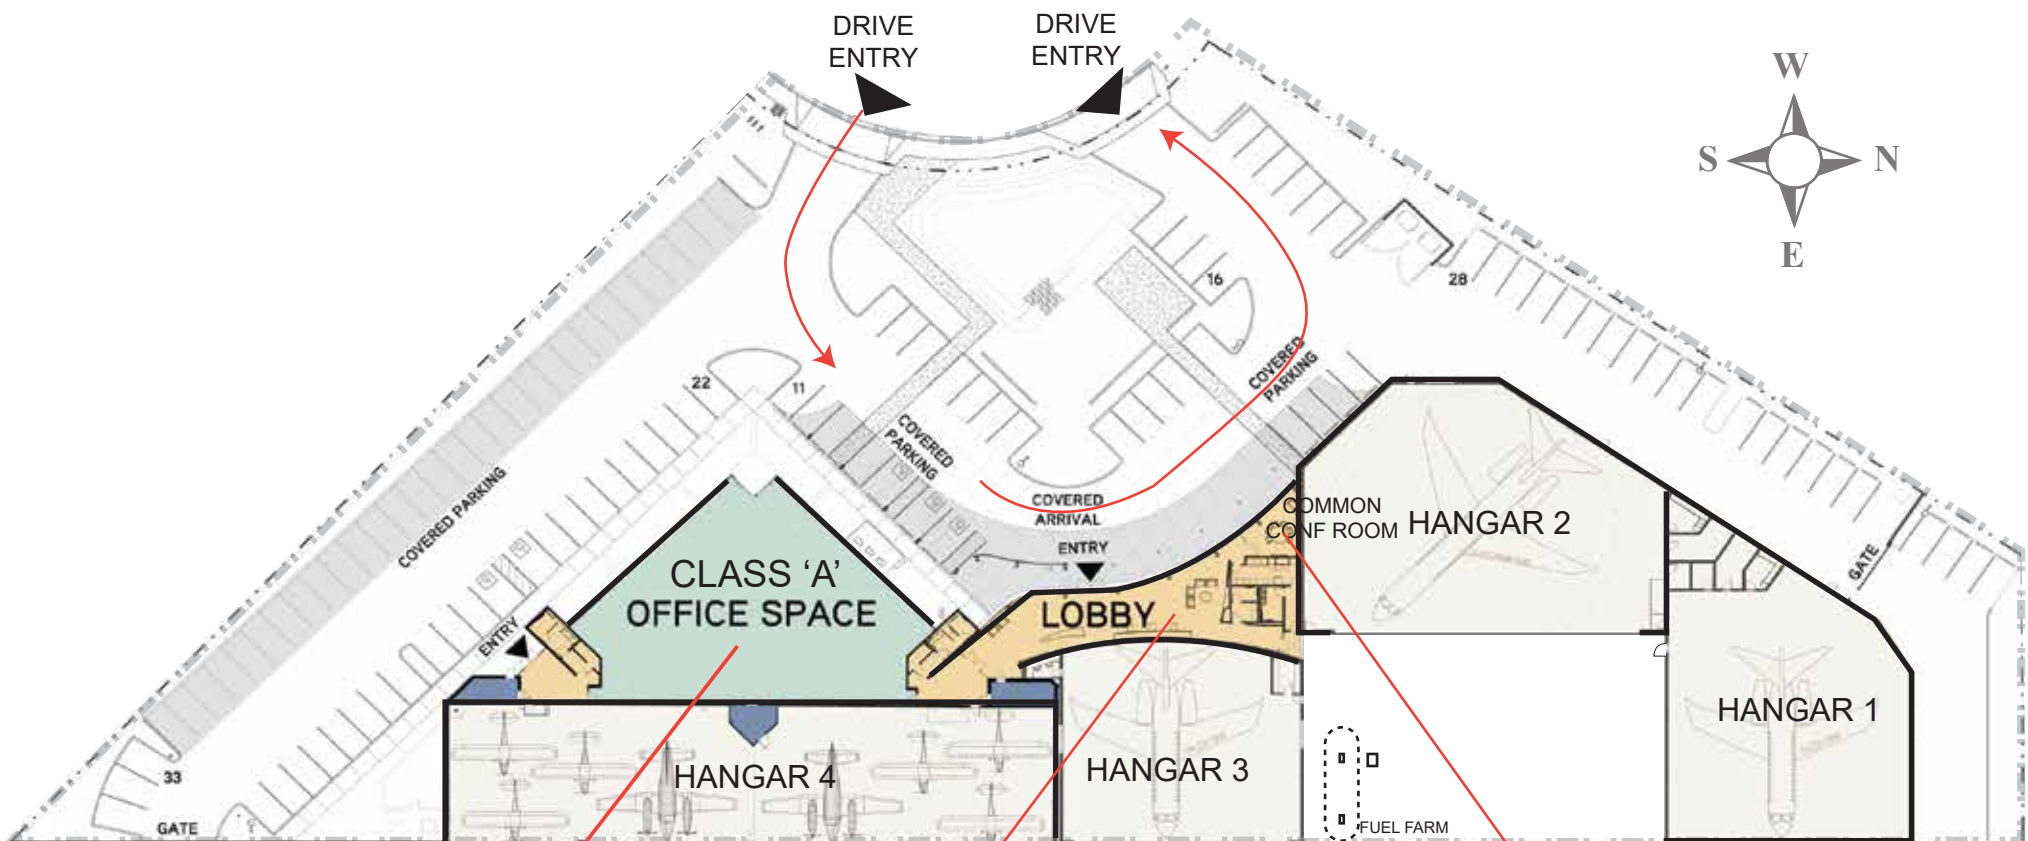 DRIVE
ENTRY
DRIVE
ENTRY
W
S
N
E
16
28
22
11
COVERED
PARKING
COVERED
PARKING
COVERED PARKING
COVERED
ARRIVAL
ENTRY
COMMON
CONF ROOM
HANGAR 2
GATE
CLASS ‘A’
OFFICE SPACE
LOBBY
ENTRY
HANGAR 1
33
HANGAR 4
HANGAR 3
GATE
FUEL FARM